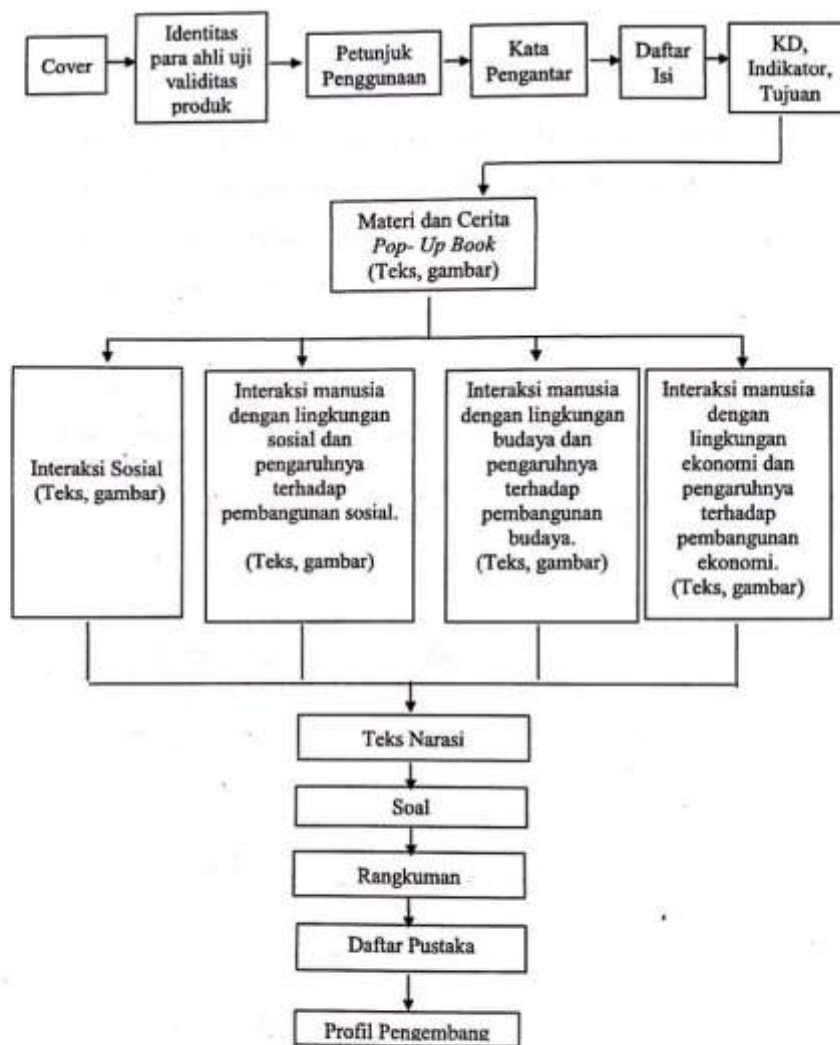 Cover
Identitas
para ahli uji
validitas
produk
Petunjuk
Penggunaan
Kata
Pengantar
Daftar
Isi
KD,
Indikator,
Tujuan
Materi dan Cerita
Pop- Up Book
(Teks, gambar)
Interaksi Sosial
(Teks, gambar)
Interaksi manusia
dengan lingkungan
sosial dan
pengaruhnya
terhadap
pembangunan sosial.
(Teks, gambar)
Interaksi manusia
dengan lingkungan
budaya dan
pengaruhnya
terhadap
pembangunan
budaya.
(Teks, gambar)
Interaksi manusia
dengan
lingkungan
ekonomi dan
pengaruhnya
terhadap
pembangunan
ekonomi.
(Teks, gambar)
Teks Narasi
Soal
Rangkuman
Daftar Pustaka
Profil Pengembang